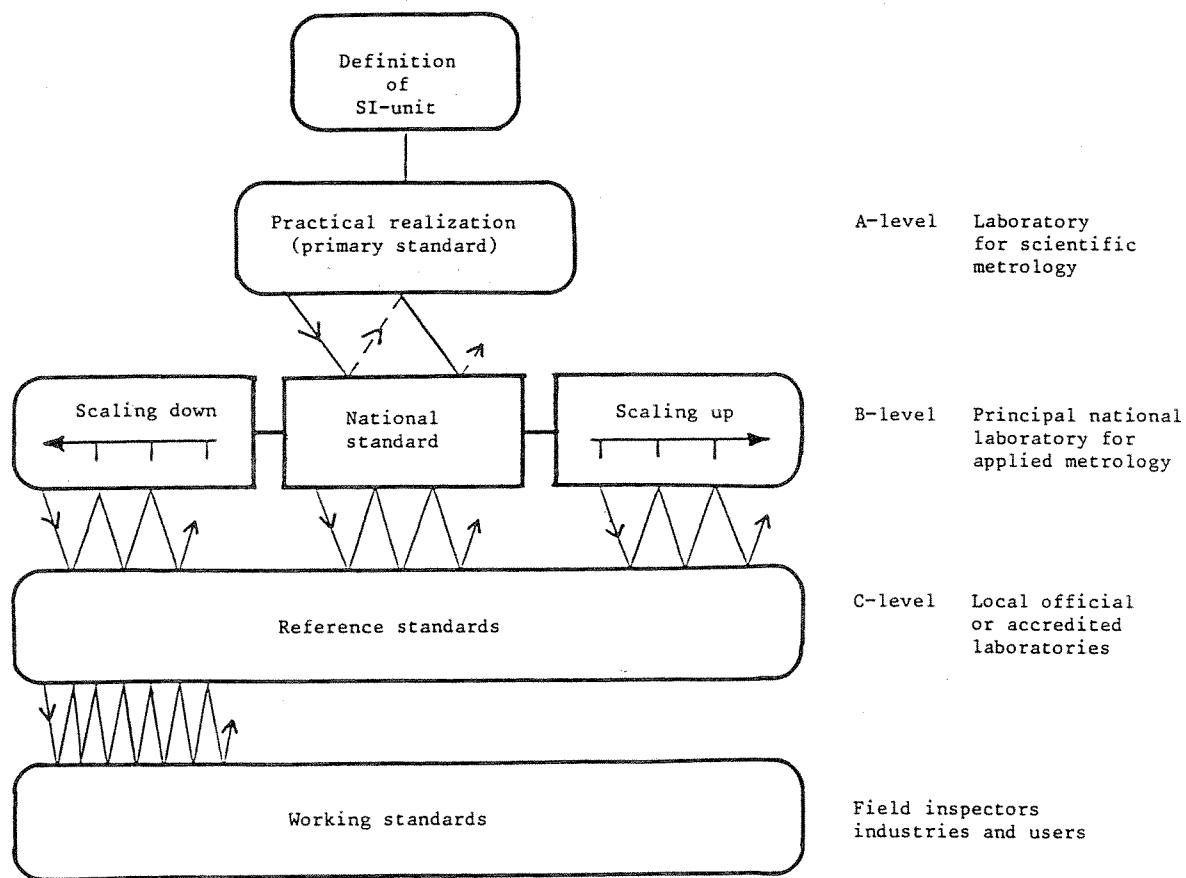 Definition
of
SI-unit
Practical realization
(primary standard)
A-level Laboratory
for scientific
metrology
Scaling down
National
standard
Scaling up
B-level Principal national
laboratory for
applied metrology
Reference standards
C-level Local official
or accredited
laboratories
Working standards
Field inspectors
industries and users